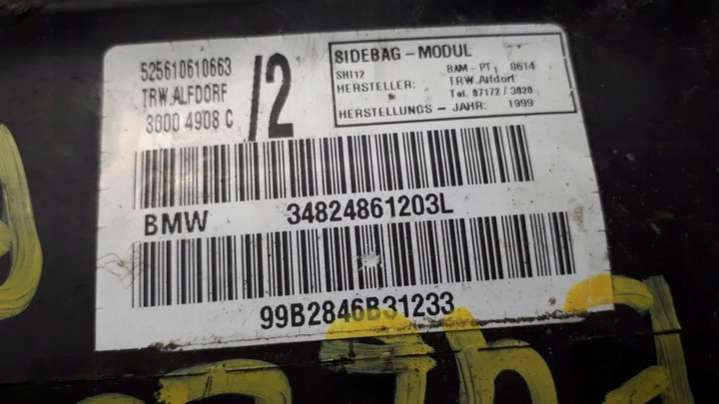 525610610663
TRW.ALFDORF
3000 4908 C
/2
SIDEBAG - MODUL
SHI12 BAM - PT 0614
HERSTELLER: TRW.Alfdorf
Tel. 07172 / 3020
HERSTELLUNGS - JAHR: 1999
BMW 34824861203L
99B2846B31233